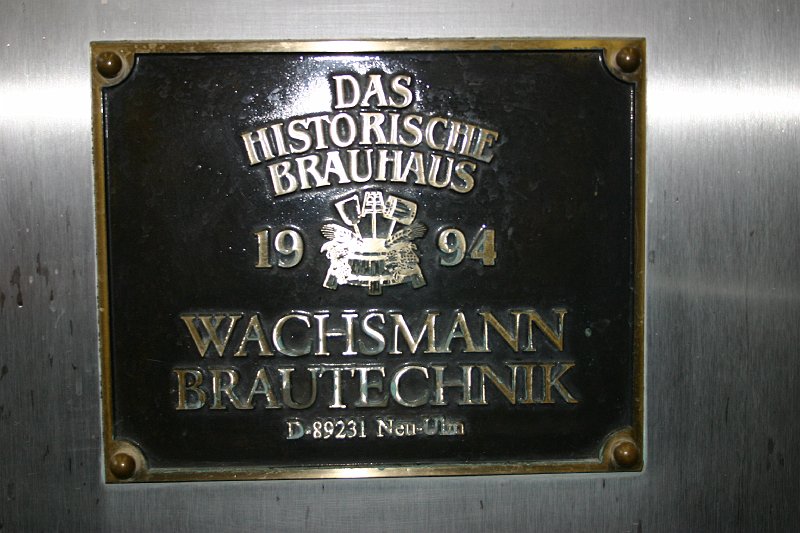 DAS
HISTORISCHE
BRAUHAUS
19 94
WACHSMANN
BRAUTECHNIK
D-89231 Neu-Ulm